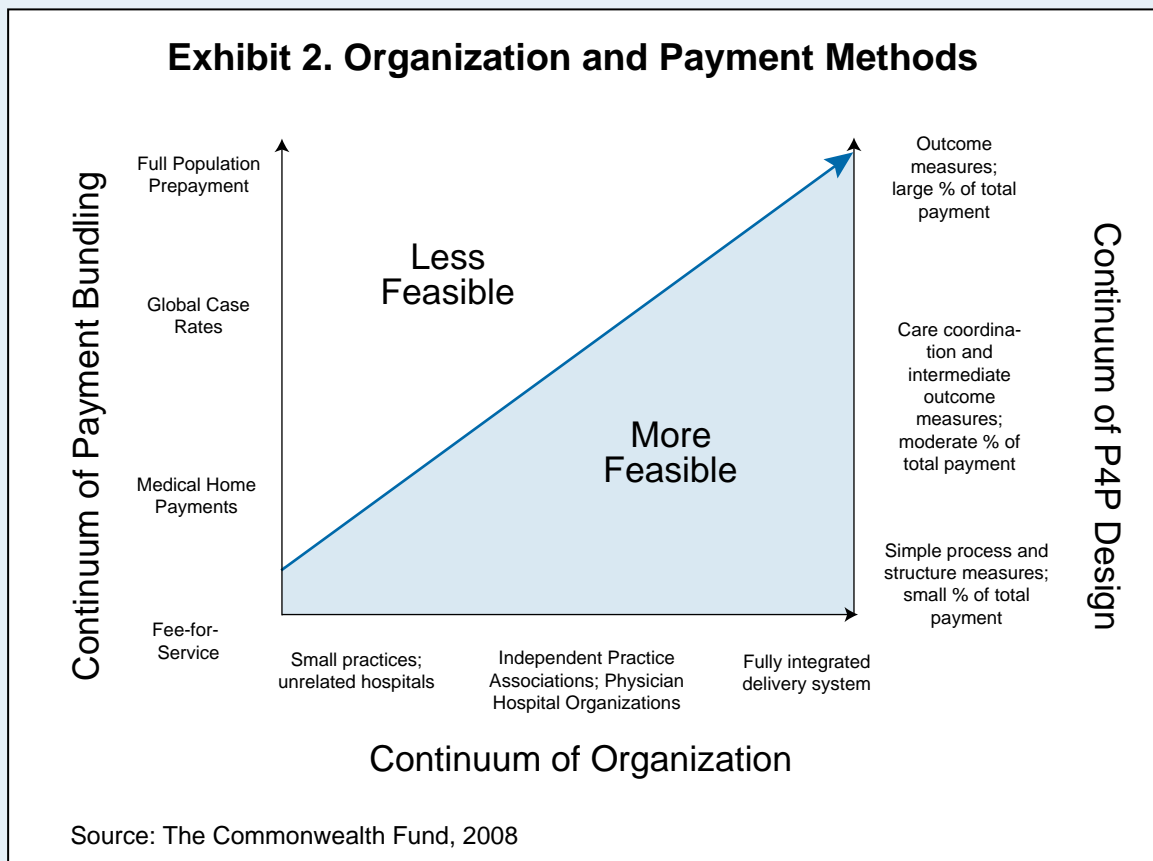 Exhibit 2. Organization and Payment Methods
Continuum of Payment Bundling
Full Population
Prepayment
Global Case
Rates
Medical Home
Payments
Fee-for-
Service
Less
Feasible
More
Feasible
Outcome
measures;
large % of total
payment
Care coordina-
tion and
intermediate
outcome
measures;
moderate % of
total payment
Simple process and
structure measures;
small % of total
payment
Continuum of P4P Design
Small practices;
unrelated hospitals
Independent Practice
Associations; Physician
Hospital Organizations
Fully integrated
delivery system
Continuum of Organization
Source: The Commonwealth Fund, 2008